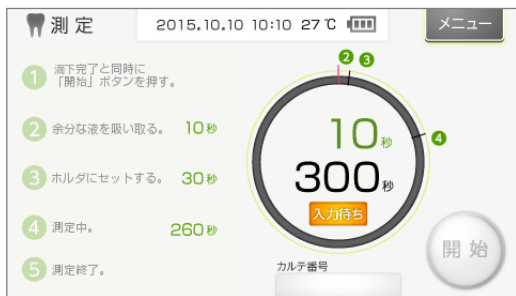 測定
2015.10.10 10:10 27℃
メニュー
1 滴下完了と同時に
「開始」ボタンを押す。
2 余分な液を吸い取る。 10秒
3 ホルダにセットする。 30秒
4 測定中。 260秒
5 測定終了。
2 3
4
10秒
300秒
入力待ち
カルテ番号
開始